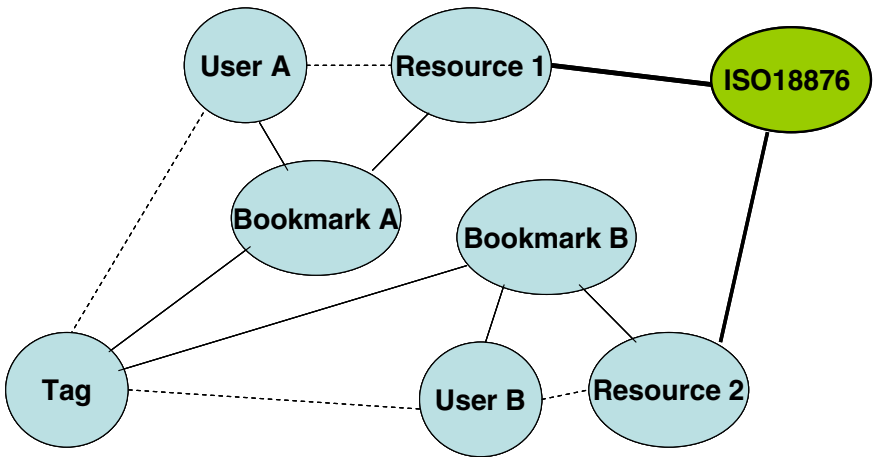 User A
Resource 1
ISO18876
Bookmark A
Bookmark B
Tag
User B
Resource 2